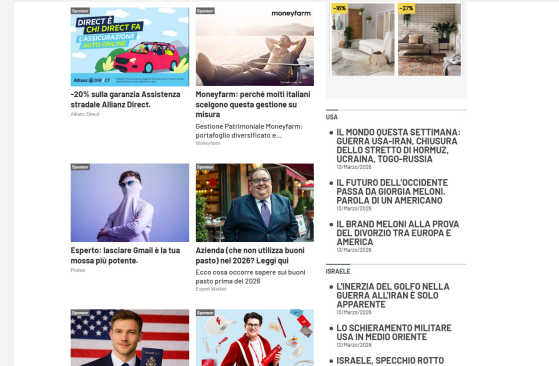 Sponsor
DIRECT È
CHI DIRECT FA
L'ASSICURAZIONE
AUTO ONLINE
Allianz DIRECT
-20% sulla garanzia Assistenza
stradale Allianz Direct.
Allianz Direct
Sponsor
moneyfarm
Moneyfarm: perché molti italiani
scelgono questa gestione su
misura
Gestione Patrimoniale Moneyfarm:
portafoglio diversificato e...
Moneyfarm
Sponsor
Esperto: lasciare Gmail è la tua
mossa più potente.
Proton
Sponsor
Azienda (che non utilizza buoni
pasto) nel 2026? Leggi qui
Ecco cosa occorre sapere sui buoni
pasto prima del 2026
Expert Market
Sponsor
Sponsor
-16%
-27%
USA
IL MONDO QUESTA SETTIMANA:
GUERRA USA-IRAN, CHIUSURA
DELLO STRETTO DI HORMUZ,
UCRAINA, TOGO-RUSSIA
13/Marzo/2026
IL FUTURO DELL'OCCIDENTE
PASSA DA GIORGIA MELONI.
PAROLA DI UN AMERICANO
13/Marzo/2026
IL BRAND MELONI ALLA PROVA
DEL DIVORZIO TRA EUROPA E
AMERICA
13/Marzo/2026
ISRAELE
L'INERZIA DEL GOLFO NELLA
GUERRA ALL'IRAN È SOLO
APPARENTE
13/Marzo/2026
LO SCHIERAMENTO MILITARE
USA IN MEDIO ORIENTE
12/Marzo/2026
ISRAELE, SPECCHIO ROTTO